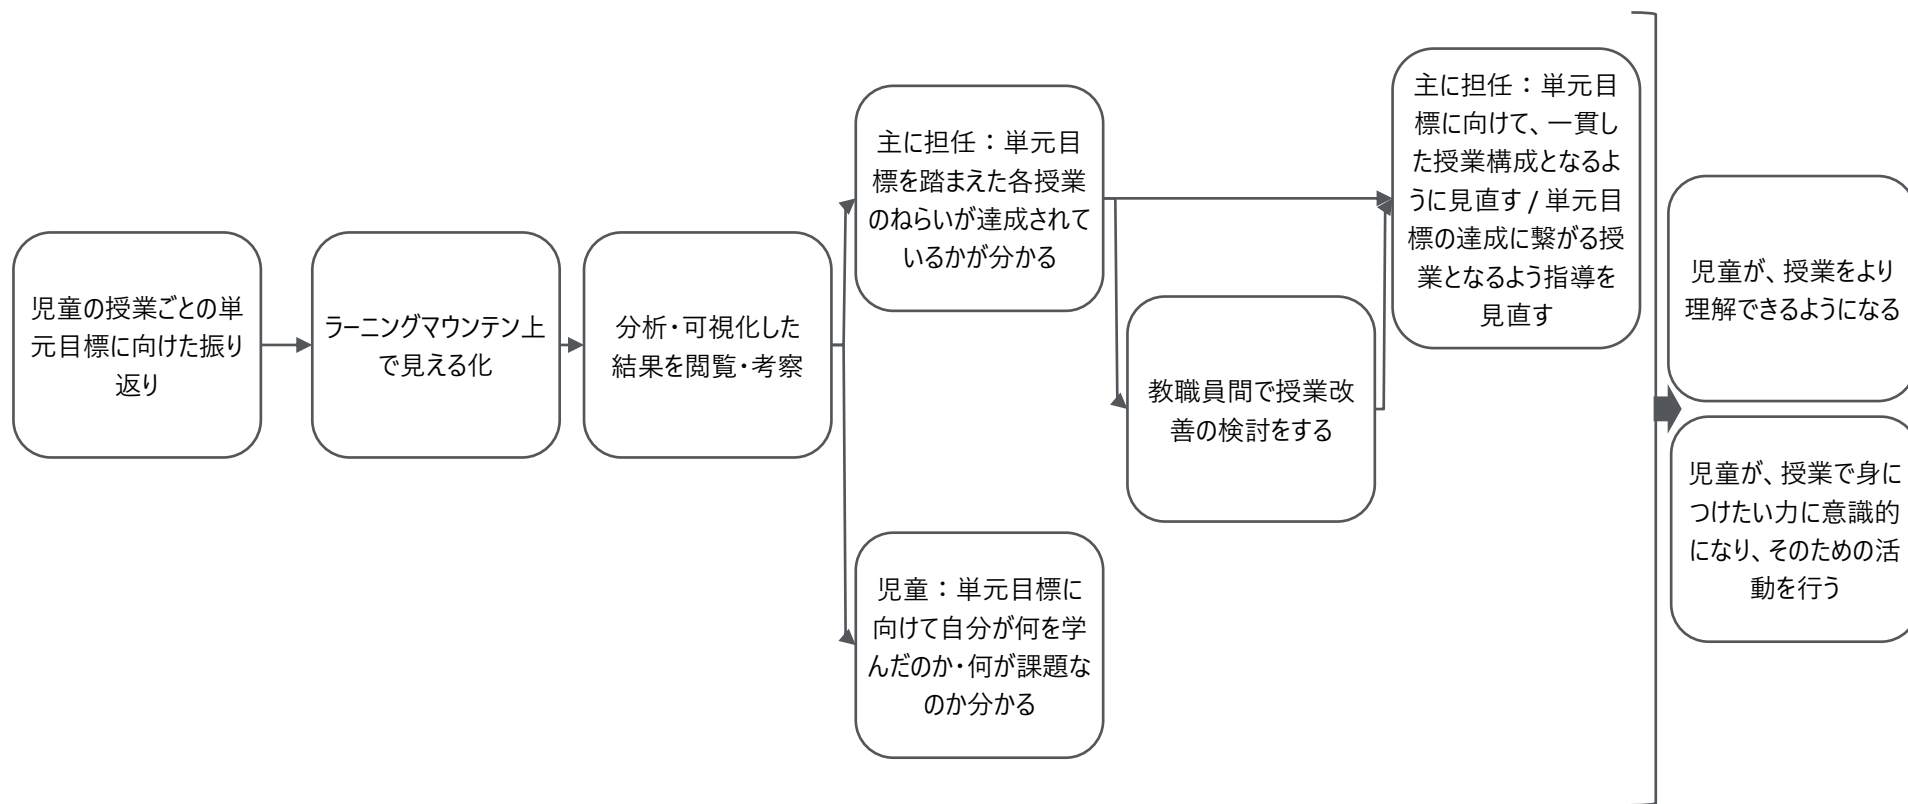 児童の授業ごとの単
元目標に向けた振り
返り
ラーニングマウンテン上
で見える化
分析・可視化した
結果を閲覧・考察
主に担任：単元目
標を踏まえた各授業
のねらいが達成されて
いるかが分かる
児童：単元目標に
向けて自分が何を学
んだのか・何が課題な
のか分かる
教職員間で授業改
善の検討をする
主に担任：単元目
標に向けて、一貫し
た授業構成となるよ
うに見直す / 単元目
標の達成に繋がる授
業となるよう指導を
見直す
児童が、授業をより
理解できるようになる
児童が、授業で身に
つけたい力に意識的
になり、そのための活
動を行う